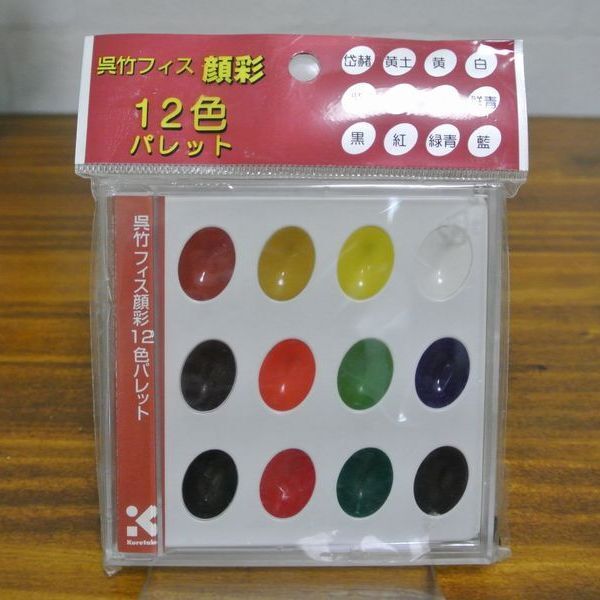 呉竹フィス 顔彩
12色
パレット
岱赭 黄土 黄 白
群青
黒 紅 緑青 藍
呉竹フィス顔彩12色パレット
Kuretake